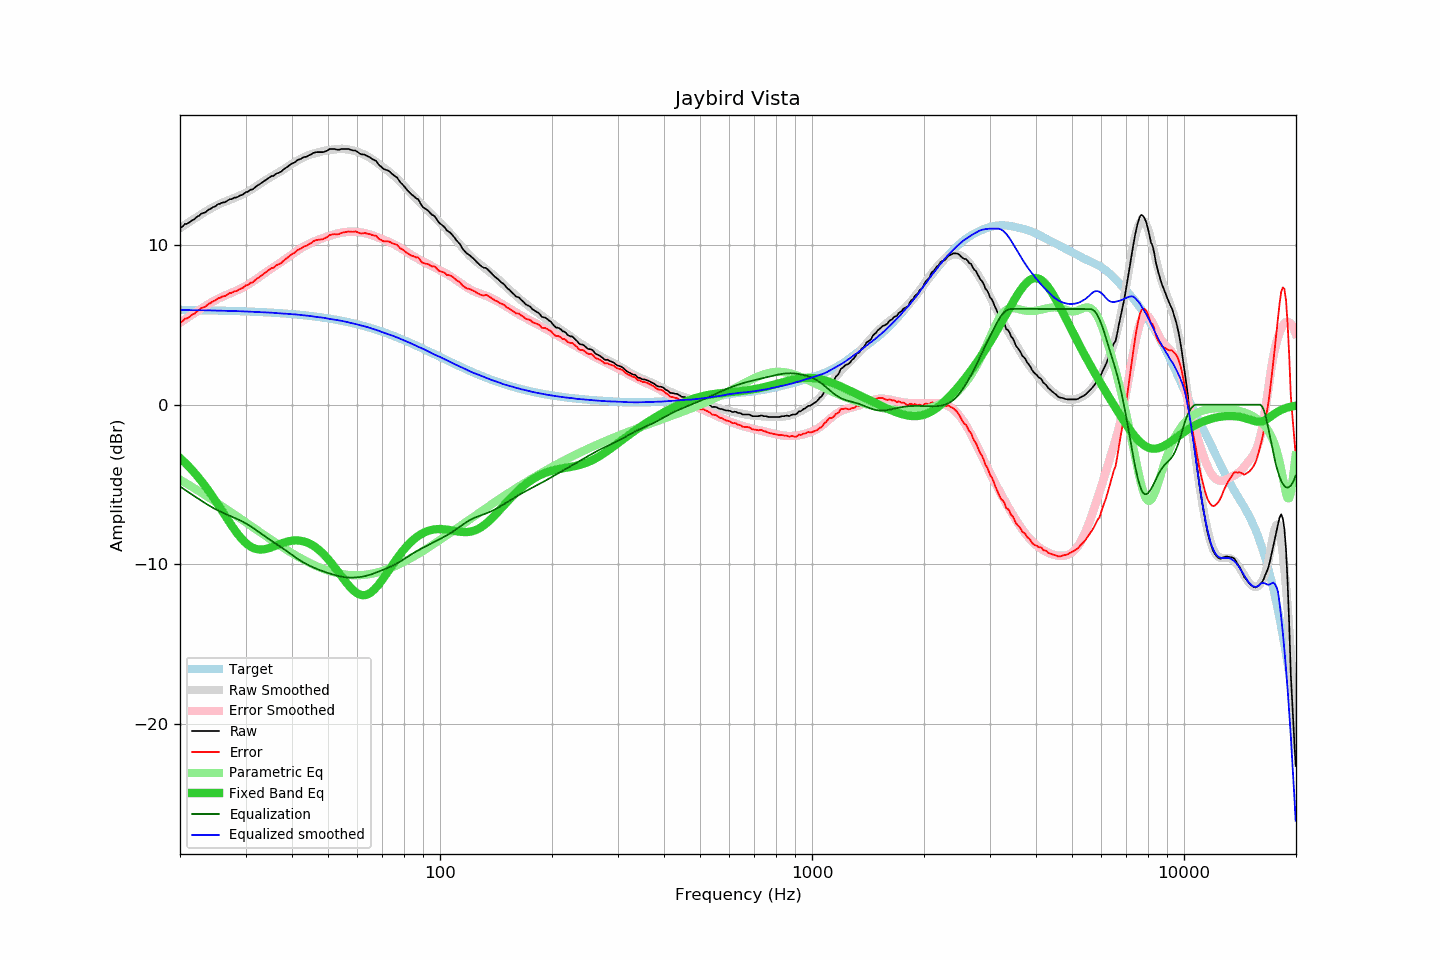 Jaybird Vista
10
0
−10
−20
Amplitude (dBr)
Target
Raw Smoothed
Error Smoothed
Raw
Error
Parametric Eq
Fixed Band Eq
Equalization
Equalized smoothed
100
1000
10000
Frequency (Hz)